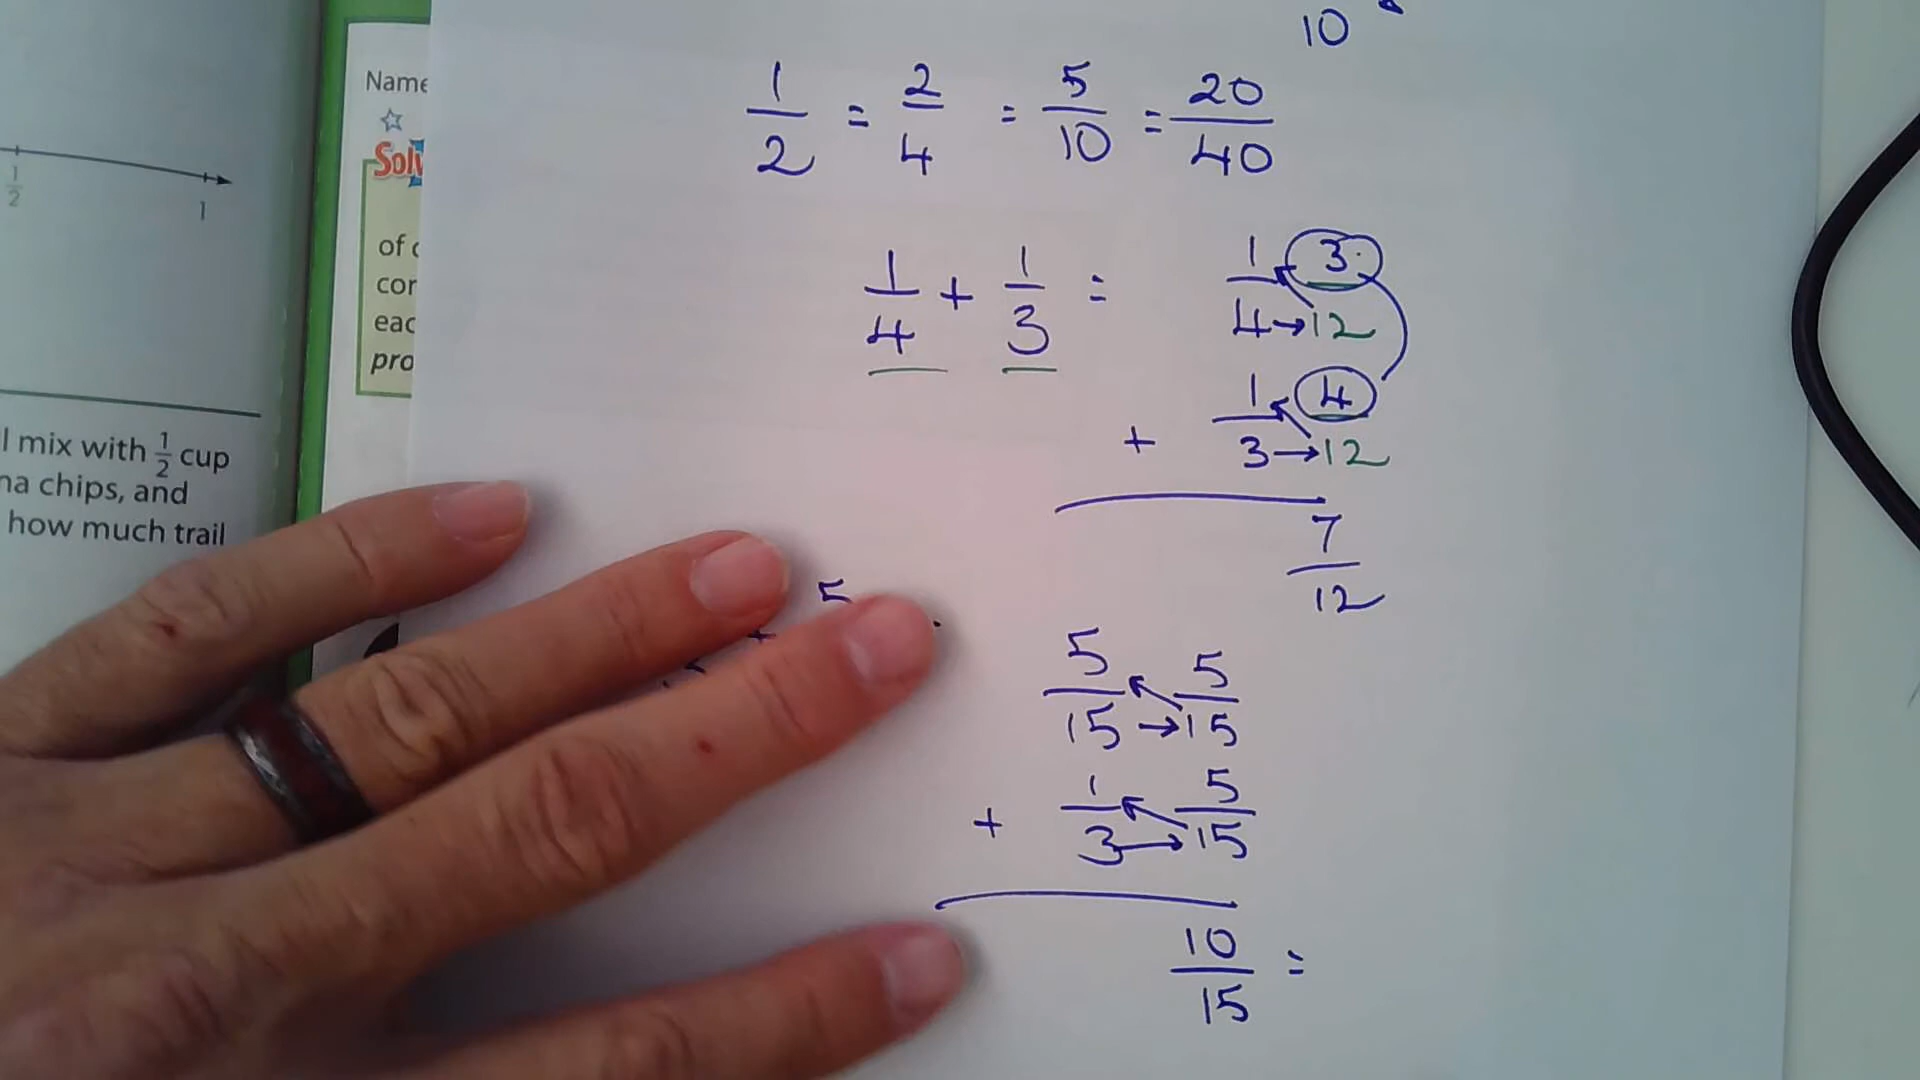 10
1/2 = 2/4 = 5/10 = 20/40
1/4 + 1/3 =
1 3
4 → 12
1 4
+ 3 → 12
7
12
5
+
5 5
15 → 15
1 5
+ 3 → 15
10
15 =
1/2
1
l mix with 1/2 cup
na chips, and
how much trail
Name
Solv
of c
cor
eac
pro